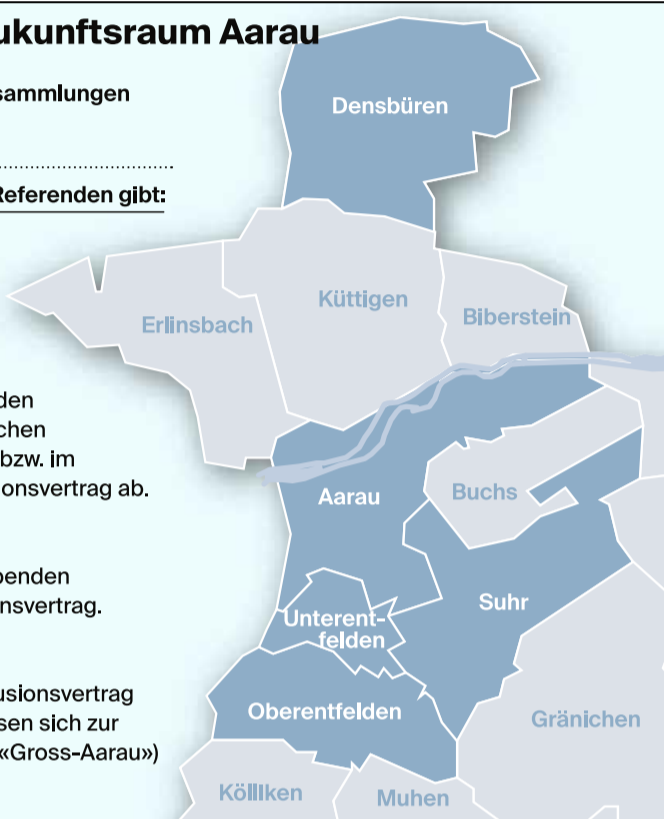 ukunftsraum Aarau
sammlungen
Referenden gibt:
den
chen
bzw. im
onsvertrag ab.
benden
nsvertrag.
usionsvertrag
sen sich zur
«Gross-Aarau»)
Densbüren
Küttigen
Biberstein
Erlinsbach
Aarau
Buchs
Suhr
Unterent-
felden
Oberentfelden
Gränichen
Köllken
Muhen